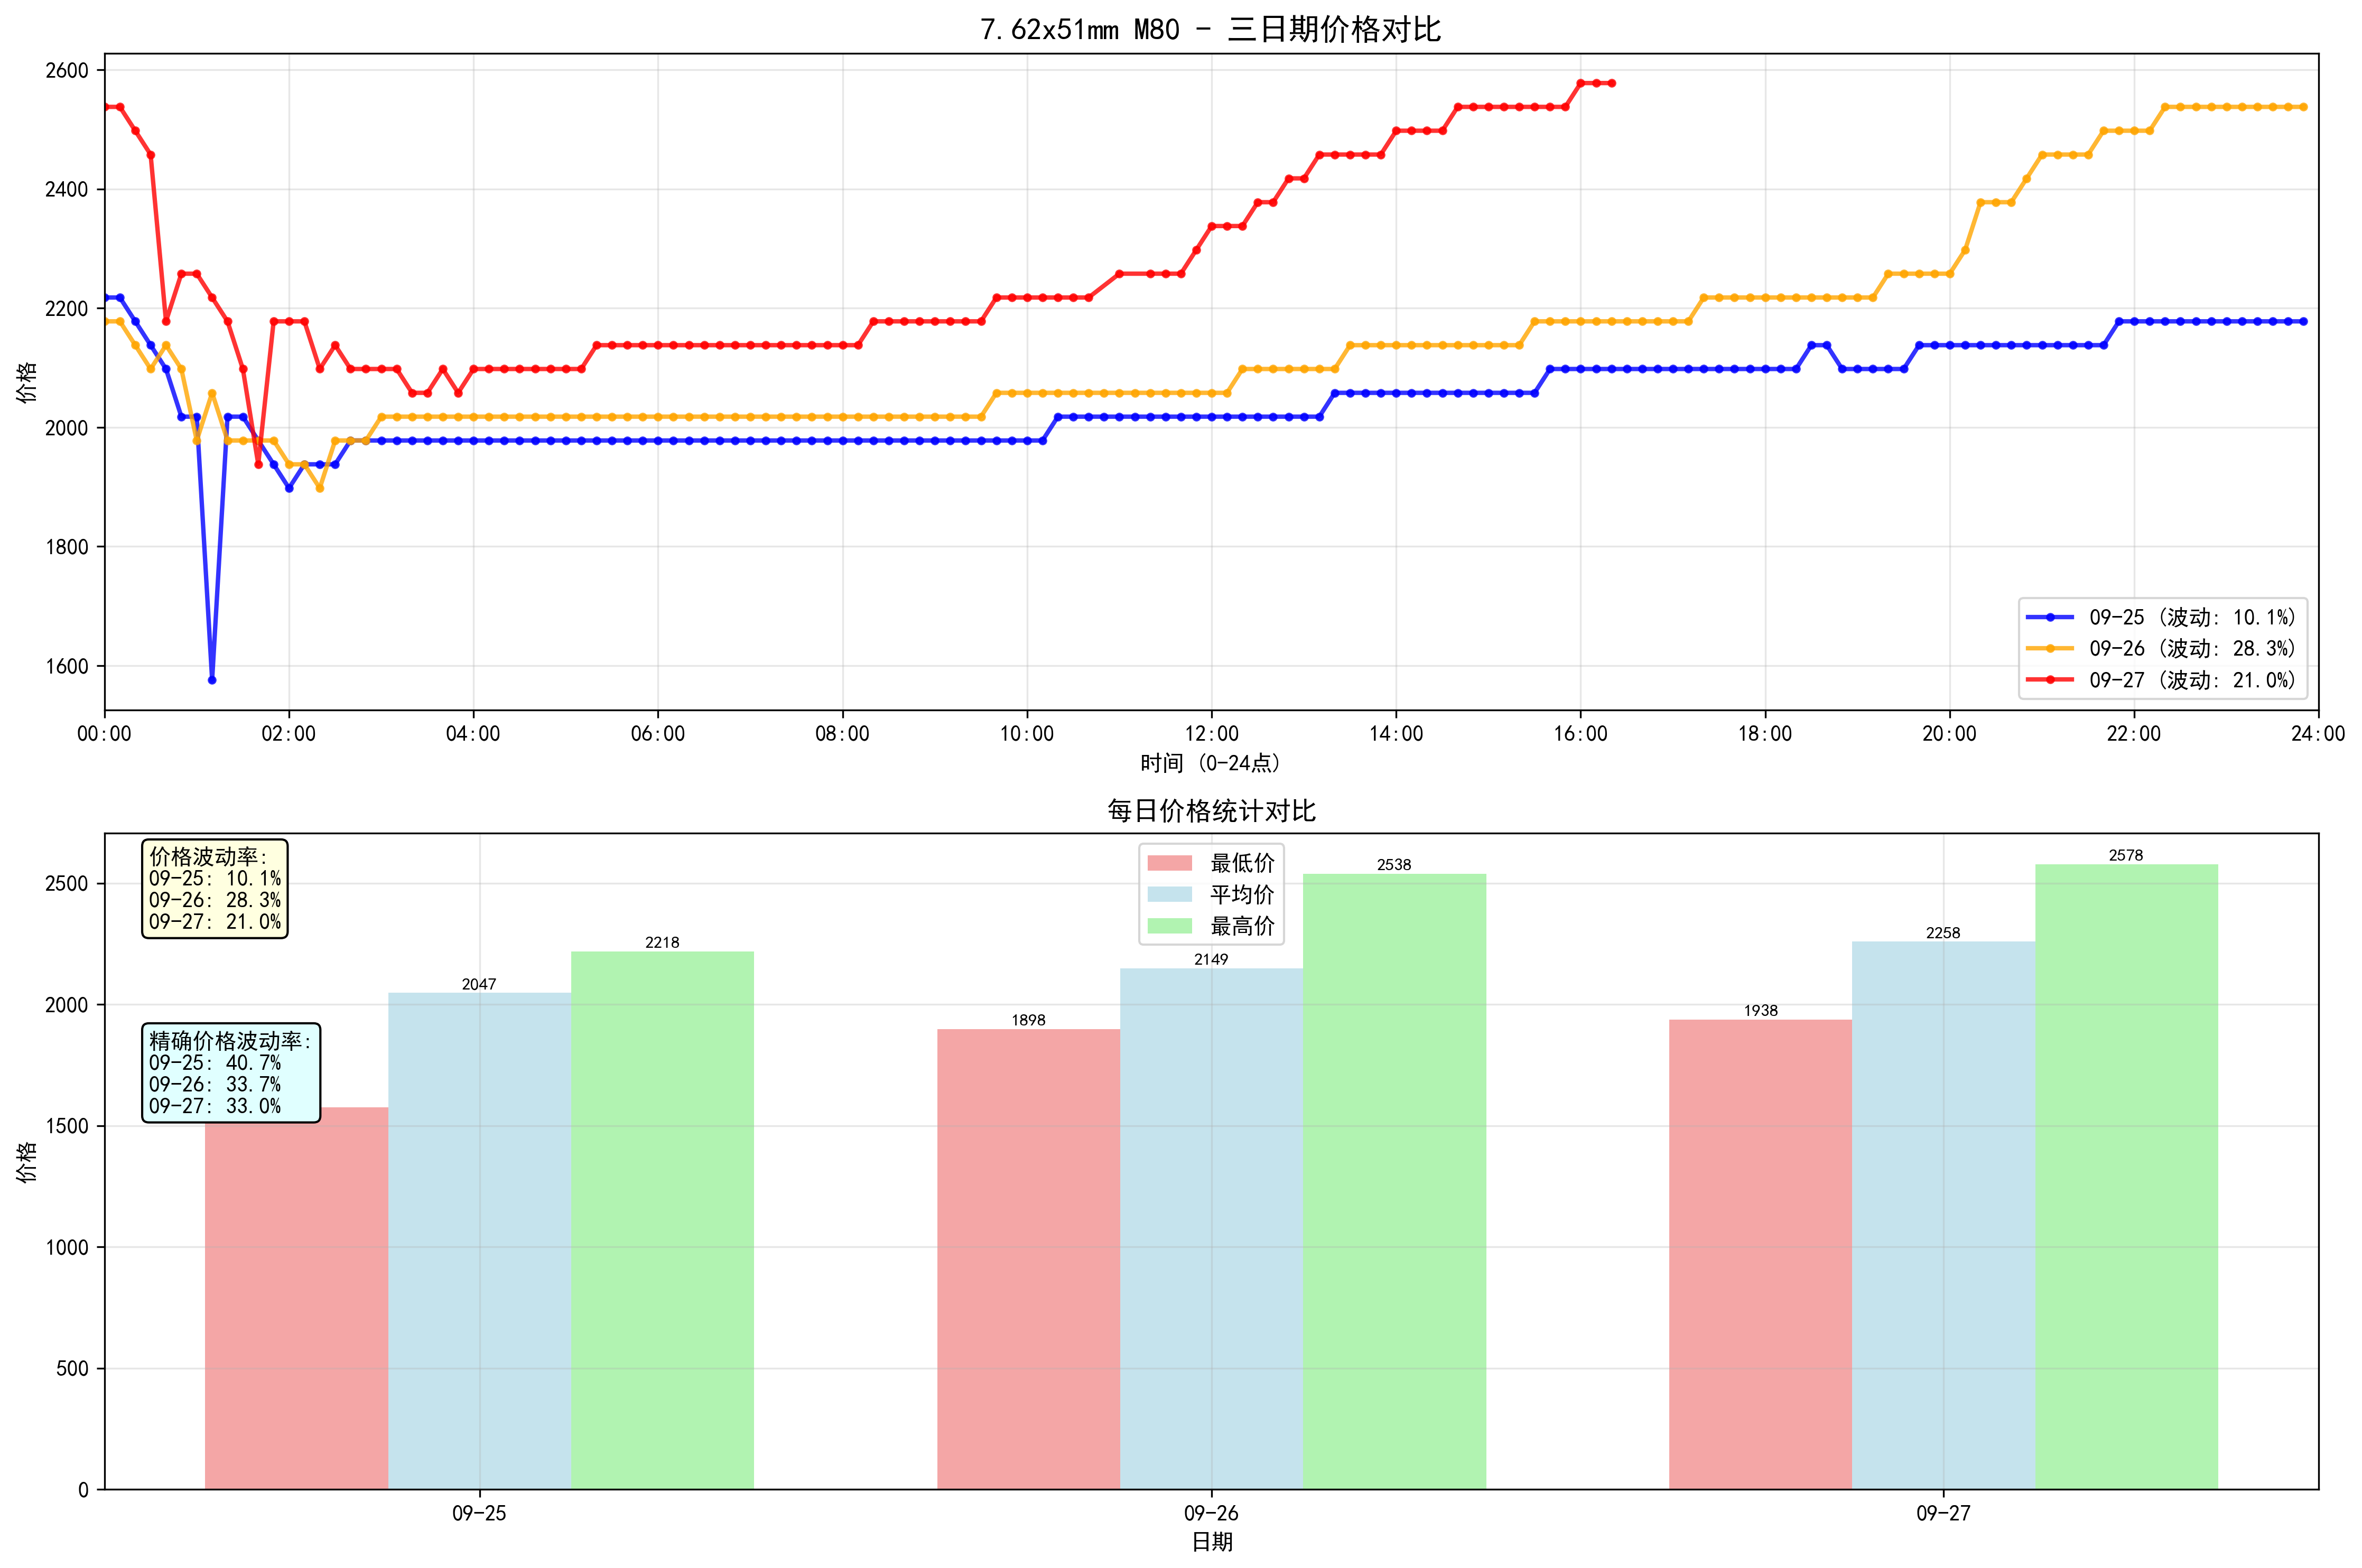 7.62x51mm M80 - 三日期价格对比
2600
2400
2200
2000
1800
1600
价格
09-25 (波动: 10.1%)
09-26 (波动: 28.3%)
09-27 (波动: 21.0%)
00:00 02:00 04:00 06:00 08:00 10:00 12:00 14:00 16:00 18:00 20:00 22:00 24:00
时间 (0-24点)
每日价格统计对比
价格波动率:
09-25: 10.1%
09-26: 28.3%
09-27: 21.0%
精确价格波动率:
09-25: 40.7%
09-26: 33.7%
09-27: 33.0%
最低价
平均价
最高价
2047
2218
1898
2149
2538
1938
2258
2578
2500
2000
1500
1000
500
0
价格
09-25 09-26 09-27
日期